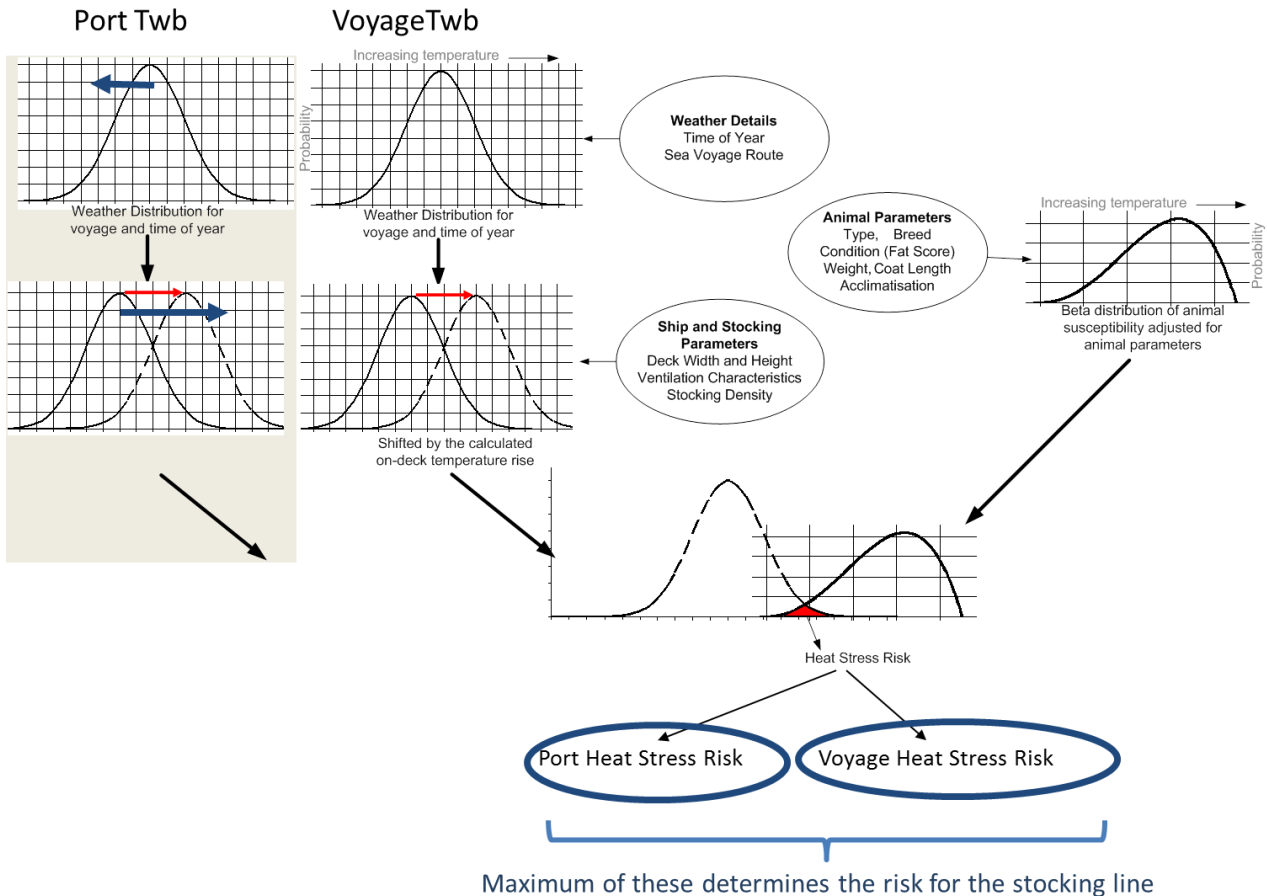 Port Twb
VoyageTwb
Increasing temperature
Probability
Weather Distribution for
voyage and time of year
Weather Distribution for
voyage and time of year
Weather Details
Time of Year
Sea Voyage Route
Animal Parameters
Type, Breed
Condition (Fat Score)
Weight, Coat Length
Acclimatisation
Increasing temperature
Probability
Beta distribution of animal
susceptibility adjusted for
animal parameters
Ship and Stocking
Parameters
Deck Width and Height
Ventilation Characteristics
Stocking Density
Shifted by the calculated
on-deck temperature rise
Heat Stress Risk
Port Heat Stress Risk
Voyage Heat Stress Risk
Maximum of these determines the risk for the stocking line